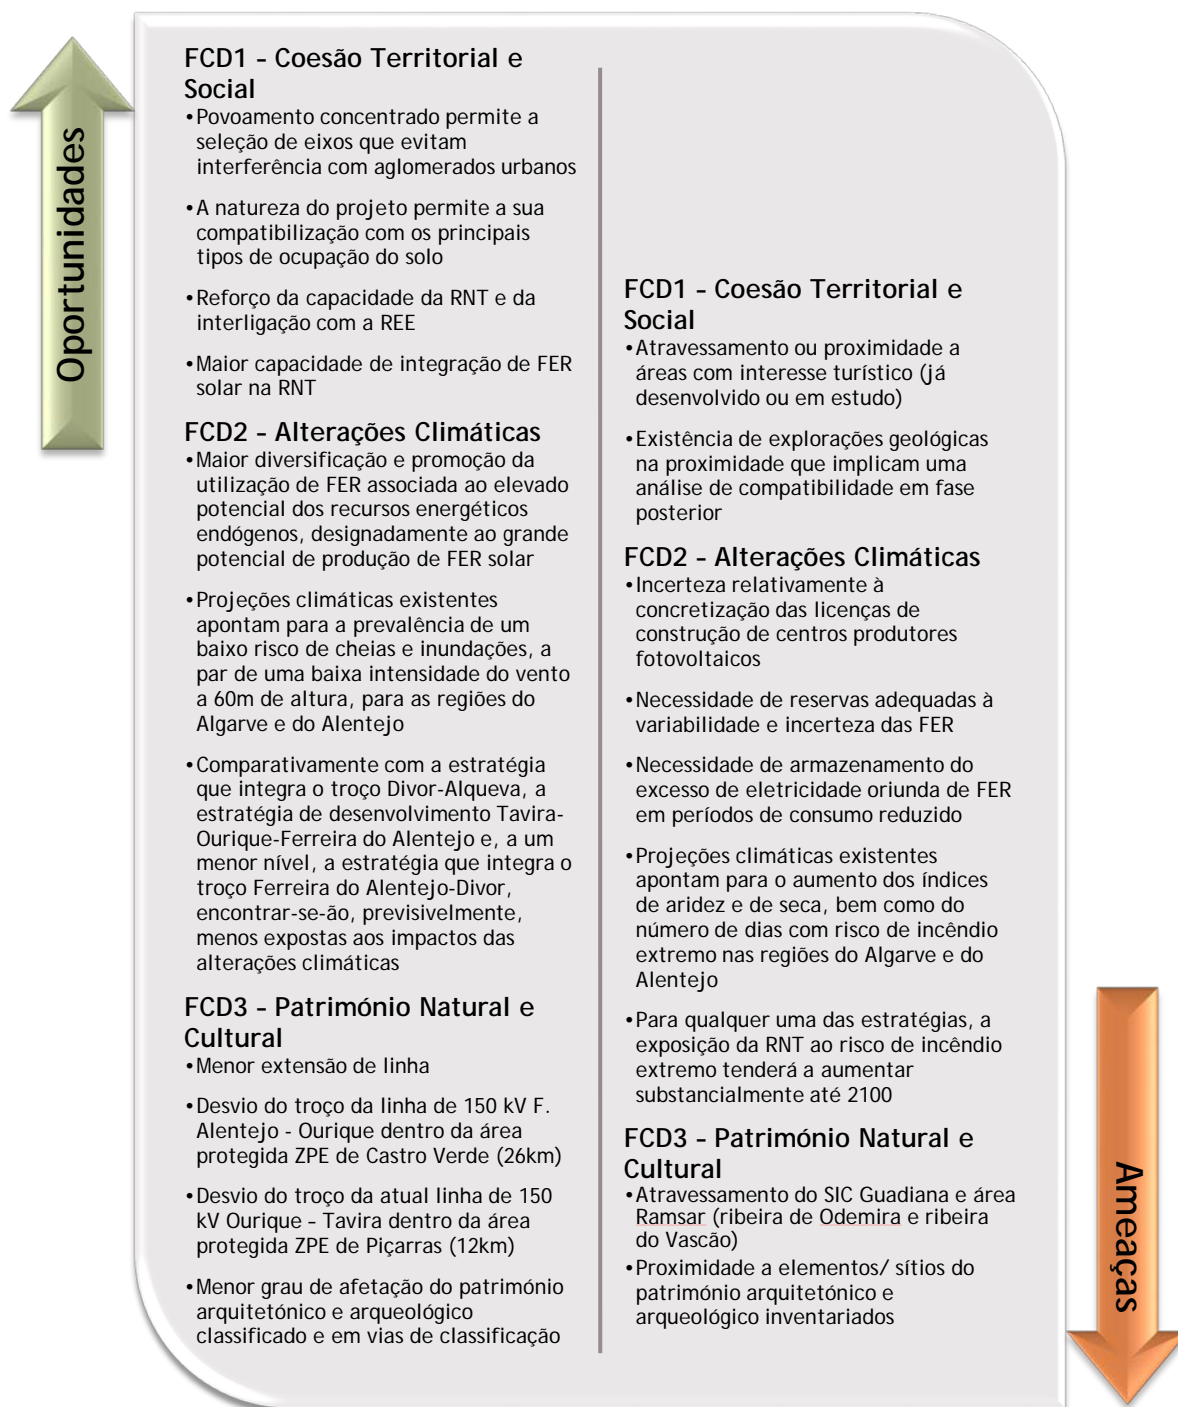 Oportunidades
FCD1 - Coesão Territorial e
Social
•Povoamento concentrado permite a
seleção de eixos que evitam
interferência com aglomerados urbanos
•A natureza do projeto permite a sua
compatibilização com os principais
tipos de ocupação do solo
•Reforço da capacidade da RNT e da
interligação com a REE
•Maior capacidade de integração de FER
solar na RNT
FCD2 - Alterações Climáticas
•Maior diversificação e promoção da
utilização de FER associada ao elevado
potencial dos recursos energéticos
endógenos, designadamente ao grande
potencial de produção de FER solar
•Projeções climáticas existentes
apontam para a prevalência de um
baixo risco de cheias e inundações, a
par de uma baixa intensidade do vento
a 60m de altura, para as regiões do
Algarve e do Alentejo
•Comparativamente com a estratégia
que integra o troço Divor-Alqueva, a
estratégia de desenvolvimento Tavira-
Ourique-Ferreira do Alentejo e, a um
menor nível, a estratégia que integra o
troço Ferreira do Alentejo-Divor,
encontrar-se-ão, previsivelmente,
menos expostas aos impactos das
alterações climáticas
FCD3 - Património Natural e
Cultural
•Menor extensão de linha
•Desvio do troço da linha de 150 kV F.
Alentejo - Ourique dentro da área
protegida ZPE de Castro Verde (26km)
•Desvio do troço da atual linha de 150
kV Ourique – Tavira dentro da área
protegida ZPE de Piçarras (12km)
•Menor grau de afetação do património
arquitetónico e arqueológico
classificado e em vias de classificação
FCD1 - Coesão Territorial e
Social
•Atravessamento ou proximidade a
áreas com interesse turístico (já
desenvolvido ou em estudo)
•Existência de explorações geológicas
na proximidade que implicam uma
análise de compatibilidade em fase
posterior
FCD2 - Alterações Climáticas
•Incerteza relativamente à
concretização das licenças de
construção de centros produtores
fotovoltaicos
•Necessidade de reservas adequadas à
variabilidade e incerteza das FER
•Necessidade de armazenamento do
excesso de eletricidade oriunda de FER
em períodos de consumo reduzido
•Projeções climáticas existentes
apontam para o aumento dos índices
de aridez e de seca, bem como do
número de dias com risco de incêndio
extremo nas regiões do Algarve e do
Alentejo
•Para qualquer uma das estratégias, a
exposição da RNT ao risco de incêndio
extremo tenderá a aumentar
substancialmente até 2100
FCD3 - Património Natural e
Cultural
•Atravessamento do SIC Guadiana e área
Ramsar (ribeira de Odemira e ribeira
do Vascão)
•Proximidade a elementos/ sítios do
património arquitetónico e
arqueológico inventariados
Ameaças